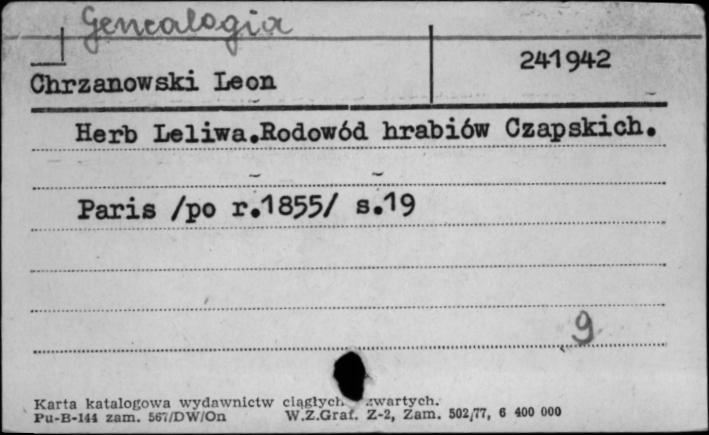 Genealogia
241942
Chrzanowski Leon
Herb Leliwa.Rodowód hrabiów Czapskich.
Paris /po r.1855/ s.19
9
Karta katalogowa wydawnictw ciągłych zwartych.
Pu-B-144 zam. 567/DW/On W.Z.Graf. Z-2, Zam. 502/77, 6 400 000